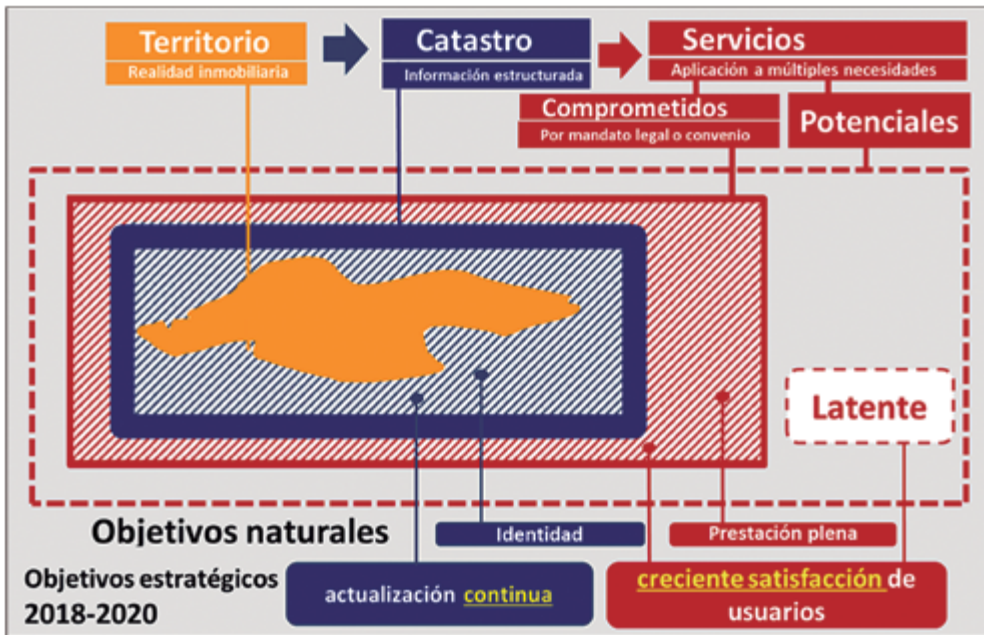 Territorio
Realidad inmobiliaria
Catastro
Información estructurada
Servicios
Aplicación a múltiples necesidades
Comprometidos
Por mandato legal o convenio
Potenciales
Latente
Objetivos naturales
Identidad
Prestación plena
Objetivos estratégicos
2018-2020
actualización continua
creciente satisfacción de
usuarios